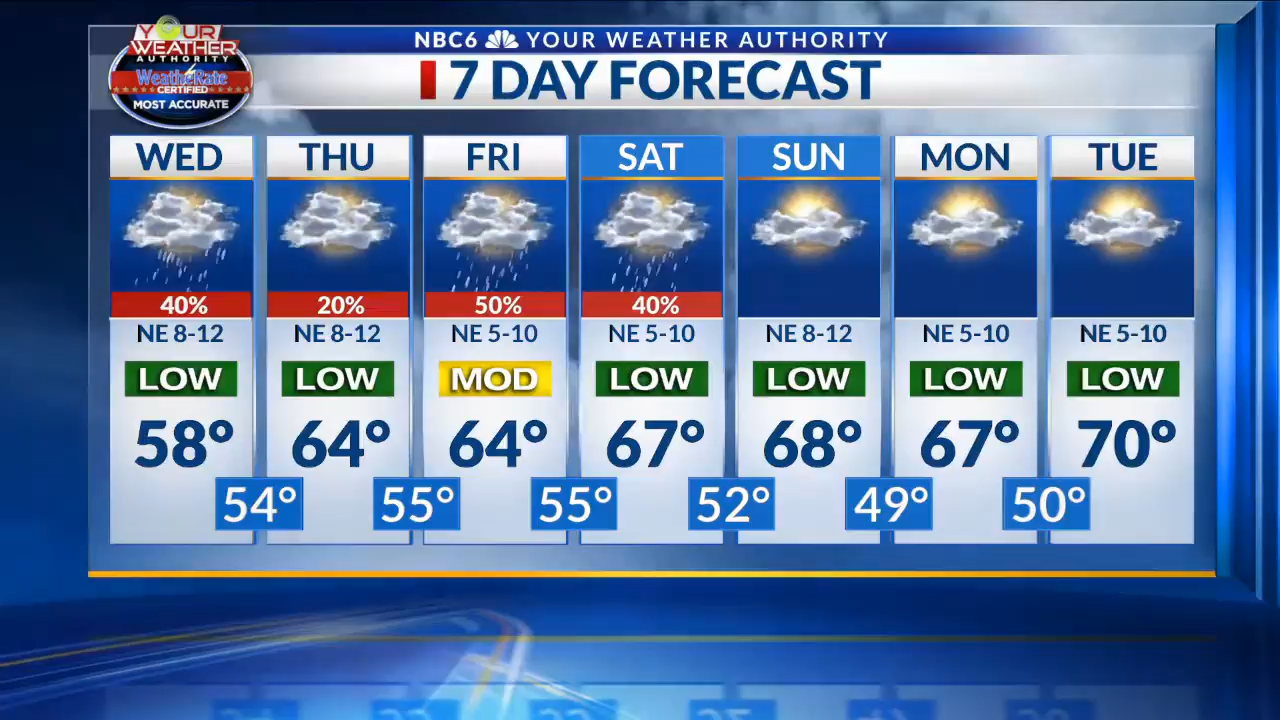 YOUR
WEATHER
AUTHORITY
WeatheRate
CERTIFIED
MOST ACCURATE
NBC6 YOUR WEATHER AUTHORITY
7 DAY FORECAST
WED THU FRI SAT SUN MON TUE
40% 20% 50% 40%
NE 8-12 NE 8-12 NE 5-10 NE 5-10 NE 8-12 NE 5-10 NE 5-10
LOW LOW MOD LOW LOW LOW LOW
58° 64° 64° 67° 68° 67° 70°
54° 55° 55° 52° 49° 50°